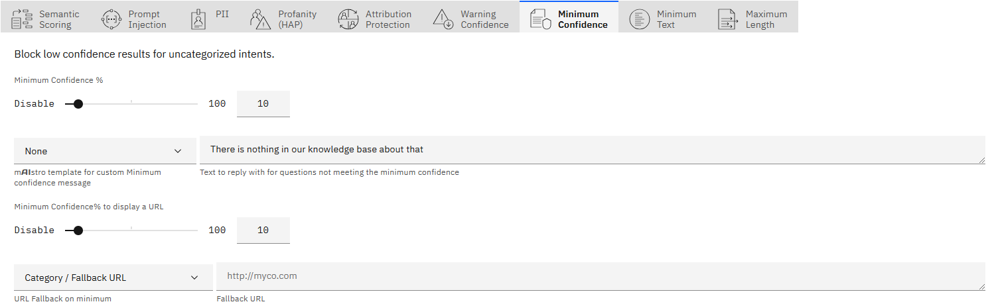 Semantic Scoring
Prompt Injection
PII
Profanity (HAP)
Attribution Protection
Warning Confidence
Minimum Confidence
Minimum Text
Maximum Length
Block low confidence results for uncategorized intents.
Minimum Confidence %
Disable 100 10
None There is nothing in our knowledge base about that
mAIstro template for custom Minimum
confidence message
Text to reply with for questions not meeting the minimum confidence
Minimum Confidence% to display a URL
Disable 100 10
Category / Fallback URL http://myco.com
URL Fallback on minimum Fallback URL